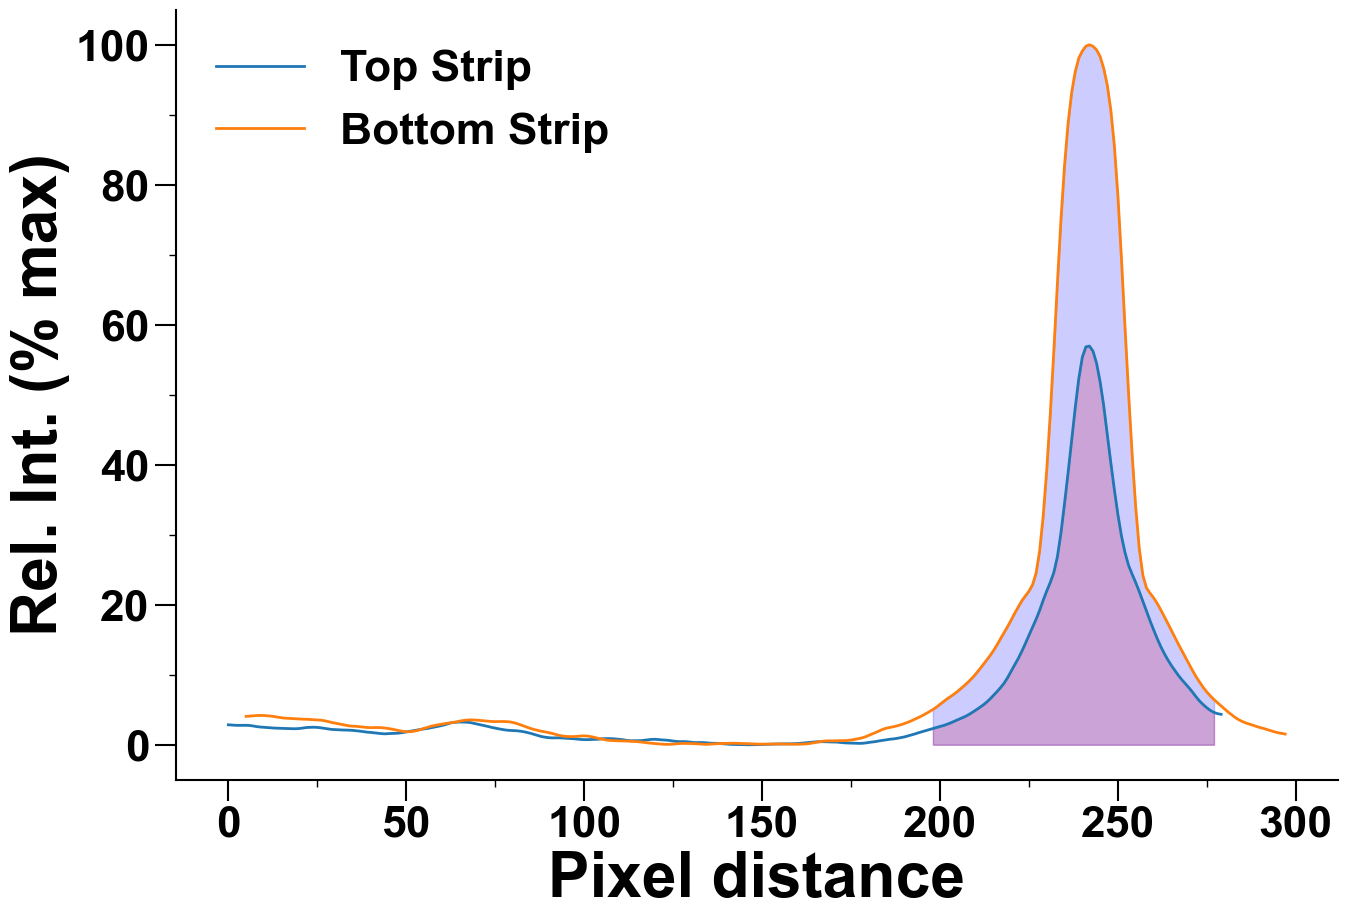 Rel. Int. (% max)
100
80
60
40
20
0
Top Strip
Bottom Strip
0 50 100 150 200 250 300
Pixel distance